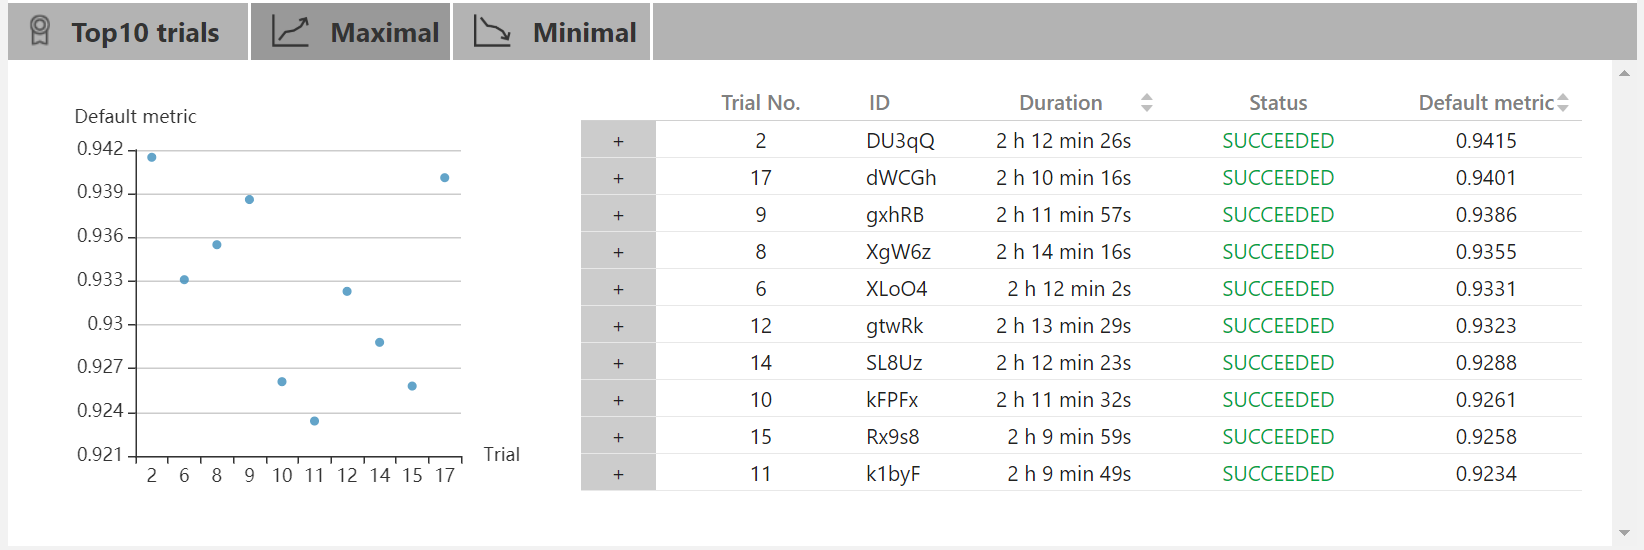 Top10 trials Maximal Minimal
Default metric
0.942
0.939
0.936
0.933
0.93
0.927
0.924
0.921
2 6 8 9 10 11 12 14 15 17
Trial
Trial No. ID Duration Status Default metric
+ 2 DU3qQ 2 h 12 min 26s SUCCEEDED 0.9415
+ 17 dWCGh 2 h 10 min 16s SUCCEEDED 0.9401
+ 9 gxhRB 2 h 11 min 57s SUCCEEDED 0.9386
+ 8 XgW6z 2 h 14 min 16s SUCCEEDED 0.9355
+ 6 XLoO4 2 h 12 min 2s SUCCEEDED 0.9331
+ 12 gtwRk 2 h 13 min 29s SUCCEEDED 0.9323
+ 14 SL8Uz 2 h 12 min 23s SUCCEEDED 0.9288
+ 10 kFPFx 2 h 11 min 32s SUCCEEDED 0.9261
+ 15 Rx9s8 2 h 9 min 59s SUCCEEDED 0.9258
+ 11 k1byF 2 h 9 min 49s SUCCEEDED 0.9234